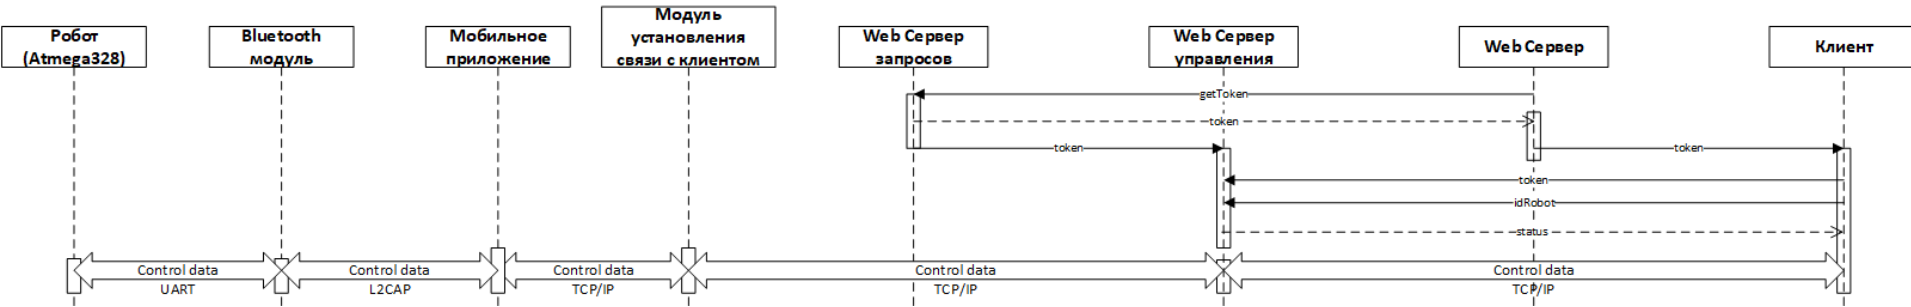 Робот
(Atmega328)
Bluetooth
модуль
Мобильное
приложение
Модуль
установления
связи с клиентом
Web Сервер
запросов
Web Сервер
управления
Web Сервер
Клиент
getToken
token
token
token
token
idRobot
status
Control data
UART
Control data
L2CAP
Control data
TCP/IP
Control data
TCP/IP
Control data
TCP/IP